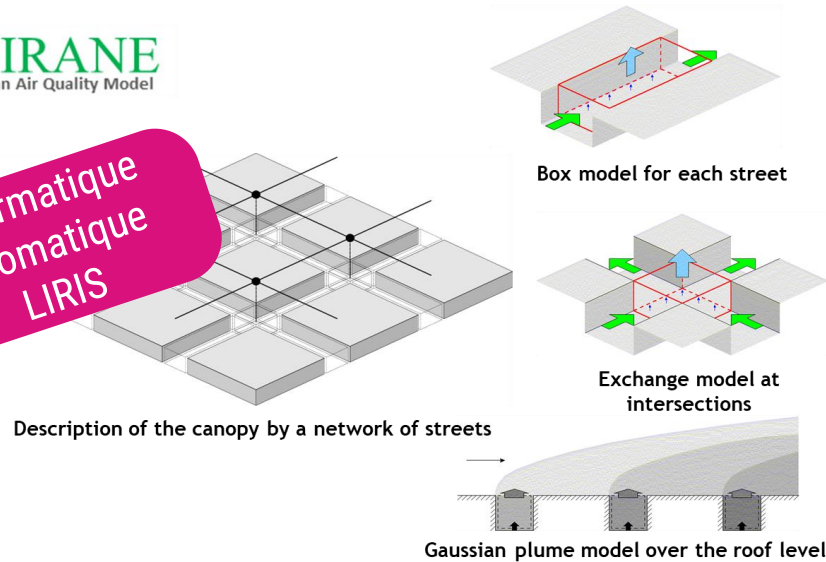 IRANE
n Air Quality Model
rmatique
omatique
LIRIS
Box model for each street
Exchange model at
intersections
Description of the canopy by a network of streets
Gaussian plume model over the roof level